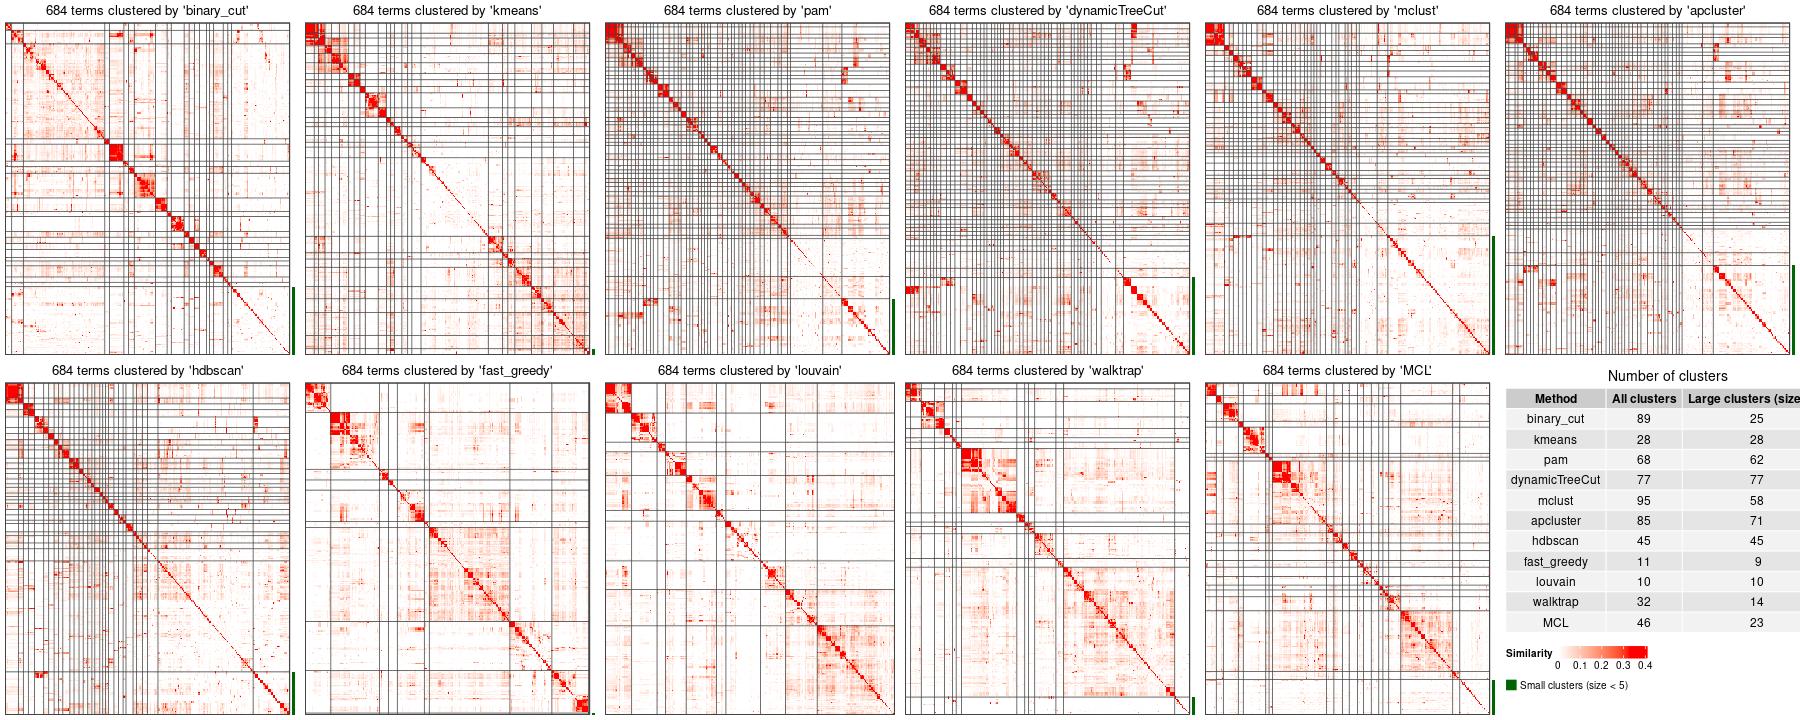 684 terms clustered by 'binary_cut'
684 terms clustered by 'kmeans'
684 terms clustered by 'pam'
684 terms clustered by 'dynamicTreeCut'
684 terms clustered by 'mclust'
684 terms clustered by 'apcluster'
684 terms clustered by 'hdbscan'
684 terms clustered by 'fast_greedy'
684 terms clustered by 'louvain'
684 terms clustered by 'walktrap'
684 terms clustered by 'MCL'
Number of clusters
Method All clusters Large clusters (size
binary_cut 89 25
kmeans 28 28
pam 68 62
dynamicTreeCut 77 77
mclust 95 58
apcluster 85 71
hdbscan 45 45
fast_greedy 11 9
louvain 10 10
walktrap 32 14
MCL 46 23
Similarity
0 0.1 0.2 0.3 0.4
Small clusters (size < 5)